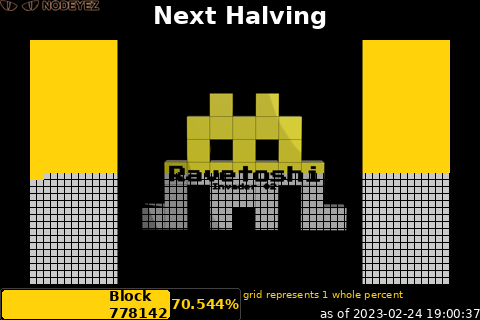 NODEYEZ
Next Halving
Ravetoshi
Block
778142
70.544%
grid represents 1 whole percent
as of 2023-02-24 19:00:37